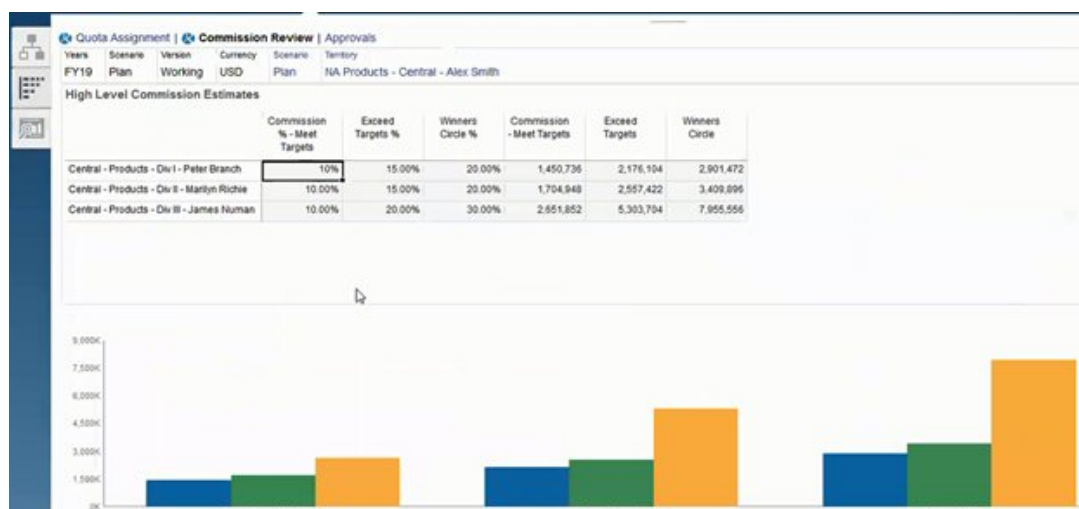 Quota Assignment | Commission Review | Approvals
Years Scenario Version Currency Scenario Territory
FY19 Plan Working USD Plan NA Products - Central - Alex Smith
High Level Commission Estimates
Commission % - Meet Targets Exceed Targets % Winners Circle % Commission - Meet Targets Exceed Targets Winners Circle
Central - Products - Div I - Peter Branch 10% 15.00% 20.00% 1,450,736 2,176,104 2,901,472
Central - Products - Div II - Marilyn Richie 10.00% 15.00% 20.00% 1,704,948 2,557,422 3,409,896
Central - Products - Div III - James Numan 10.00% 20.00% 30.00% 2,651,852 5,303,704 7,955,556
9,000K
7,500K
6,000K
4,500K
3,000K
1,500K
0K